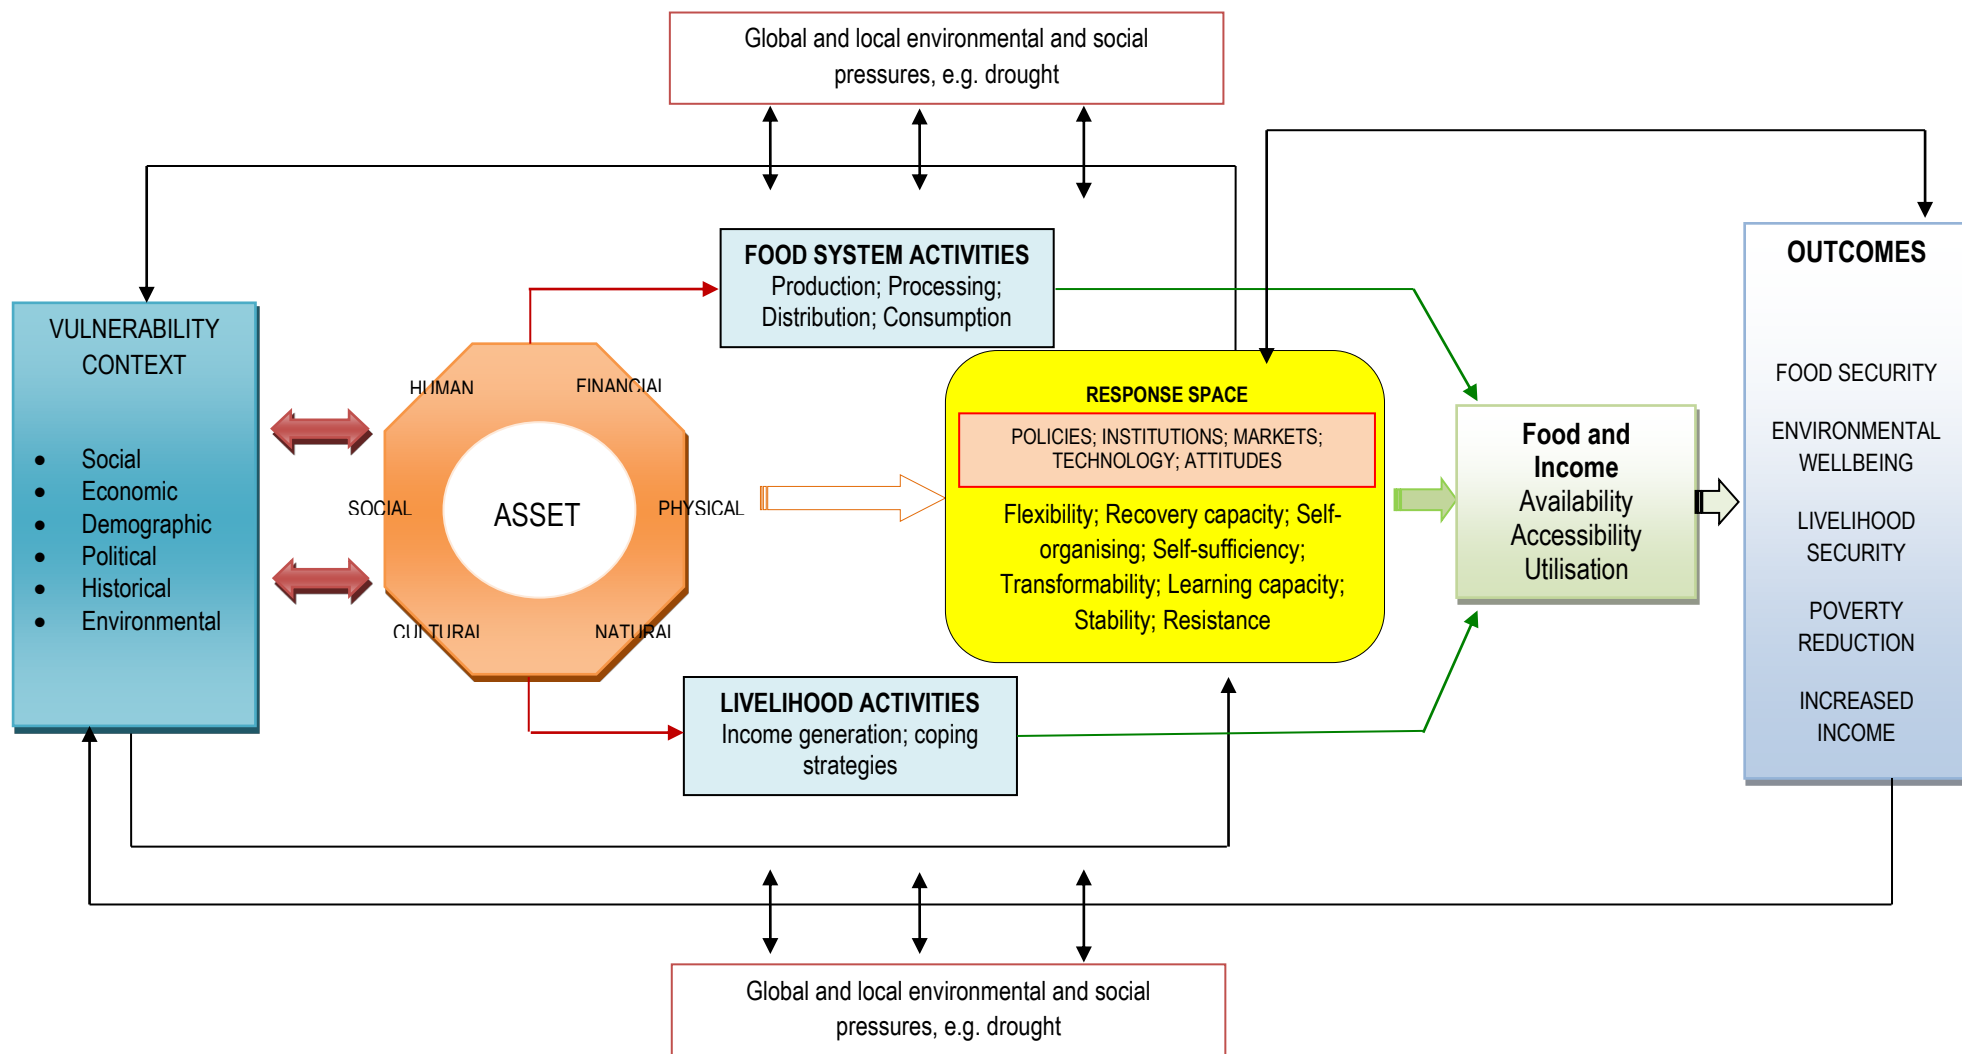 Global and local environmental and social
pressures, e.g. drought
FOOD SYSTEM ACTIVITIES
Production; Processing;
Distribution; Consumption
OUTCOMES
FOOD SECURITY
ENVIRONMENTAL
WELLBEING
LIVELIHOOD
SECURITY
POVERTY
REDUCTION
INCREASED
INCOME
VULNERABILITY
CONTEXT
• Social
• Economic
• Demographic
• Political
• Historical
• Environmental
HUMAN
FINANCIAL
SOCIAL
ASSET
PHYSICAL
CULTURAL
NATURAL
RESPONSE SPACE
POLICIES; INSTITUTIONS; MARKETS;
TECHNOLOGY; ATTITUDES
Flexibility; Recovery capacity; Self-
organising; Self-sufficiency;
Transformability; Learning capacity;
Stability; Resistance
Food and
Income
Availability
Accessibility
Utilisation
LIVELIHOOD ACTIVITIES
Income generation; coping
strategies
Global and local environmental and social
pressures, e.g. drought